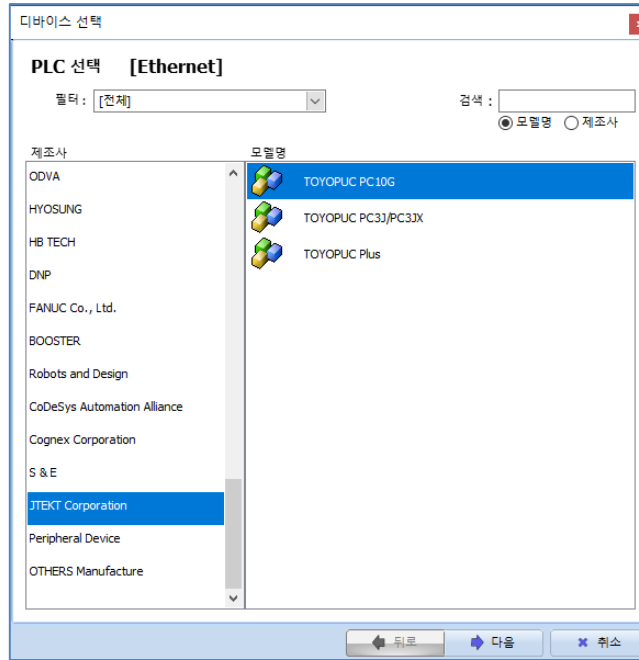 디바이스 선택
PLC 선택 [Ethernet]
필터 : [전체]
검색 :
모델명 제조사
제조사
모델명
ODVA
HYOSUNG
HB TECH
DNP
FANUC Co., Ltd.
BOOSTER
Robots and Design
CoDeSys Automation Alliance
Cognex Corporation
S & E
JTEKT Corporation
Peripheral Device
OTHERS Manufacture
TOYOPUC PC10G
TOYOPUC PC3J/PC3JX
TOYOPUC Plus
뒤로 다음 취소